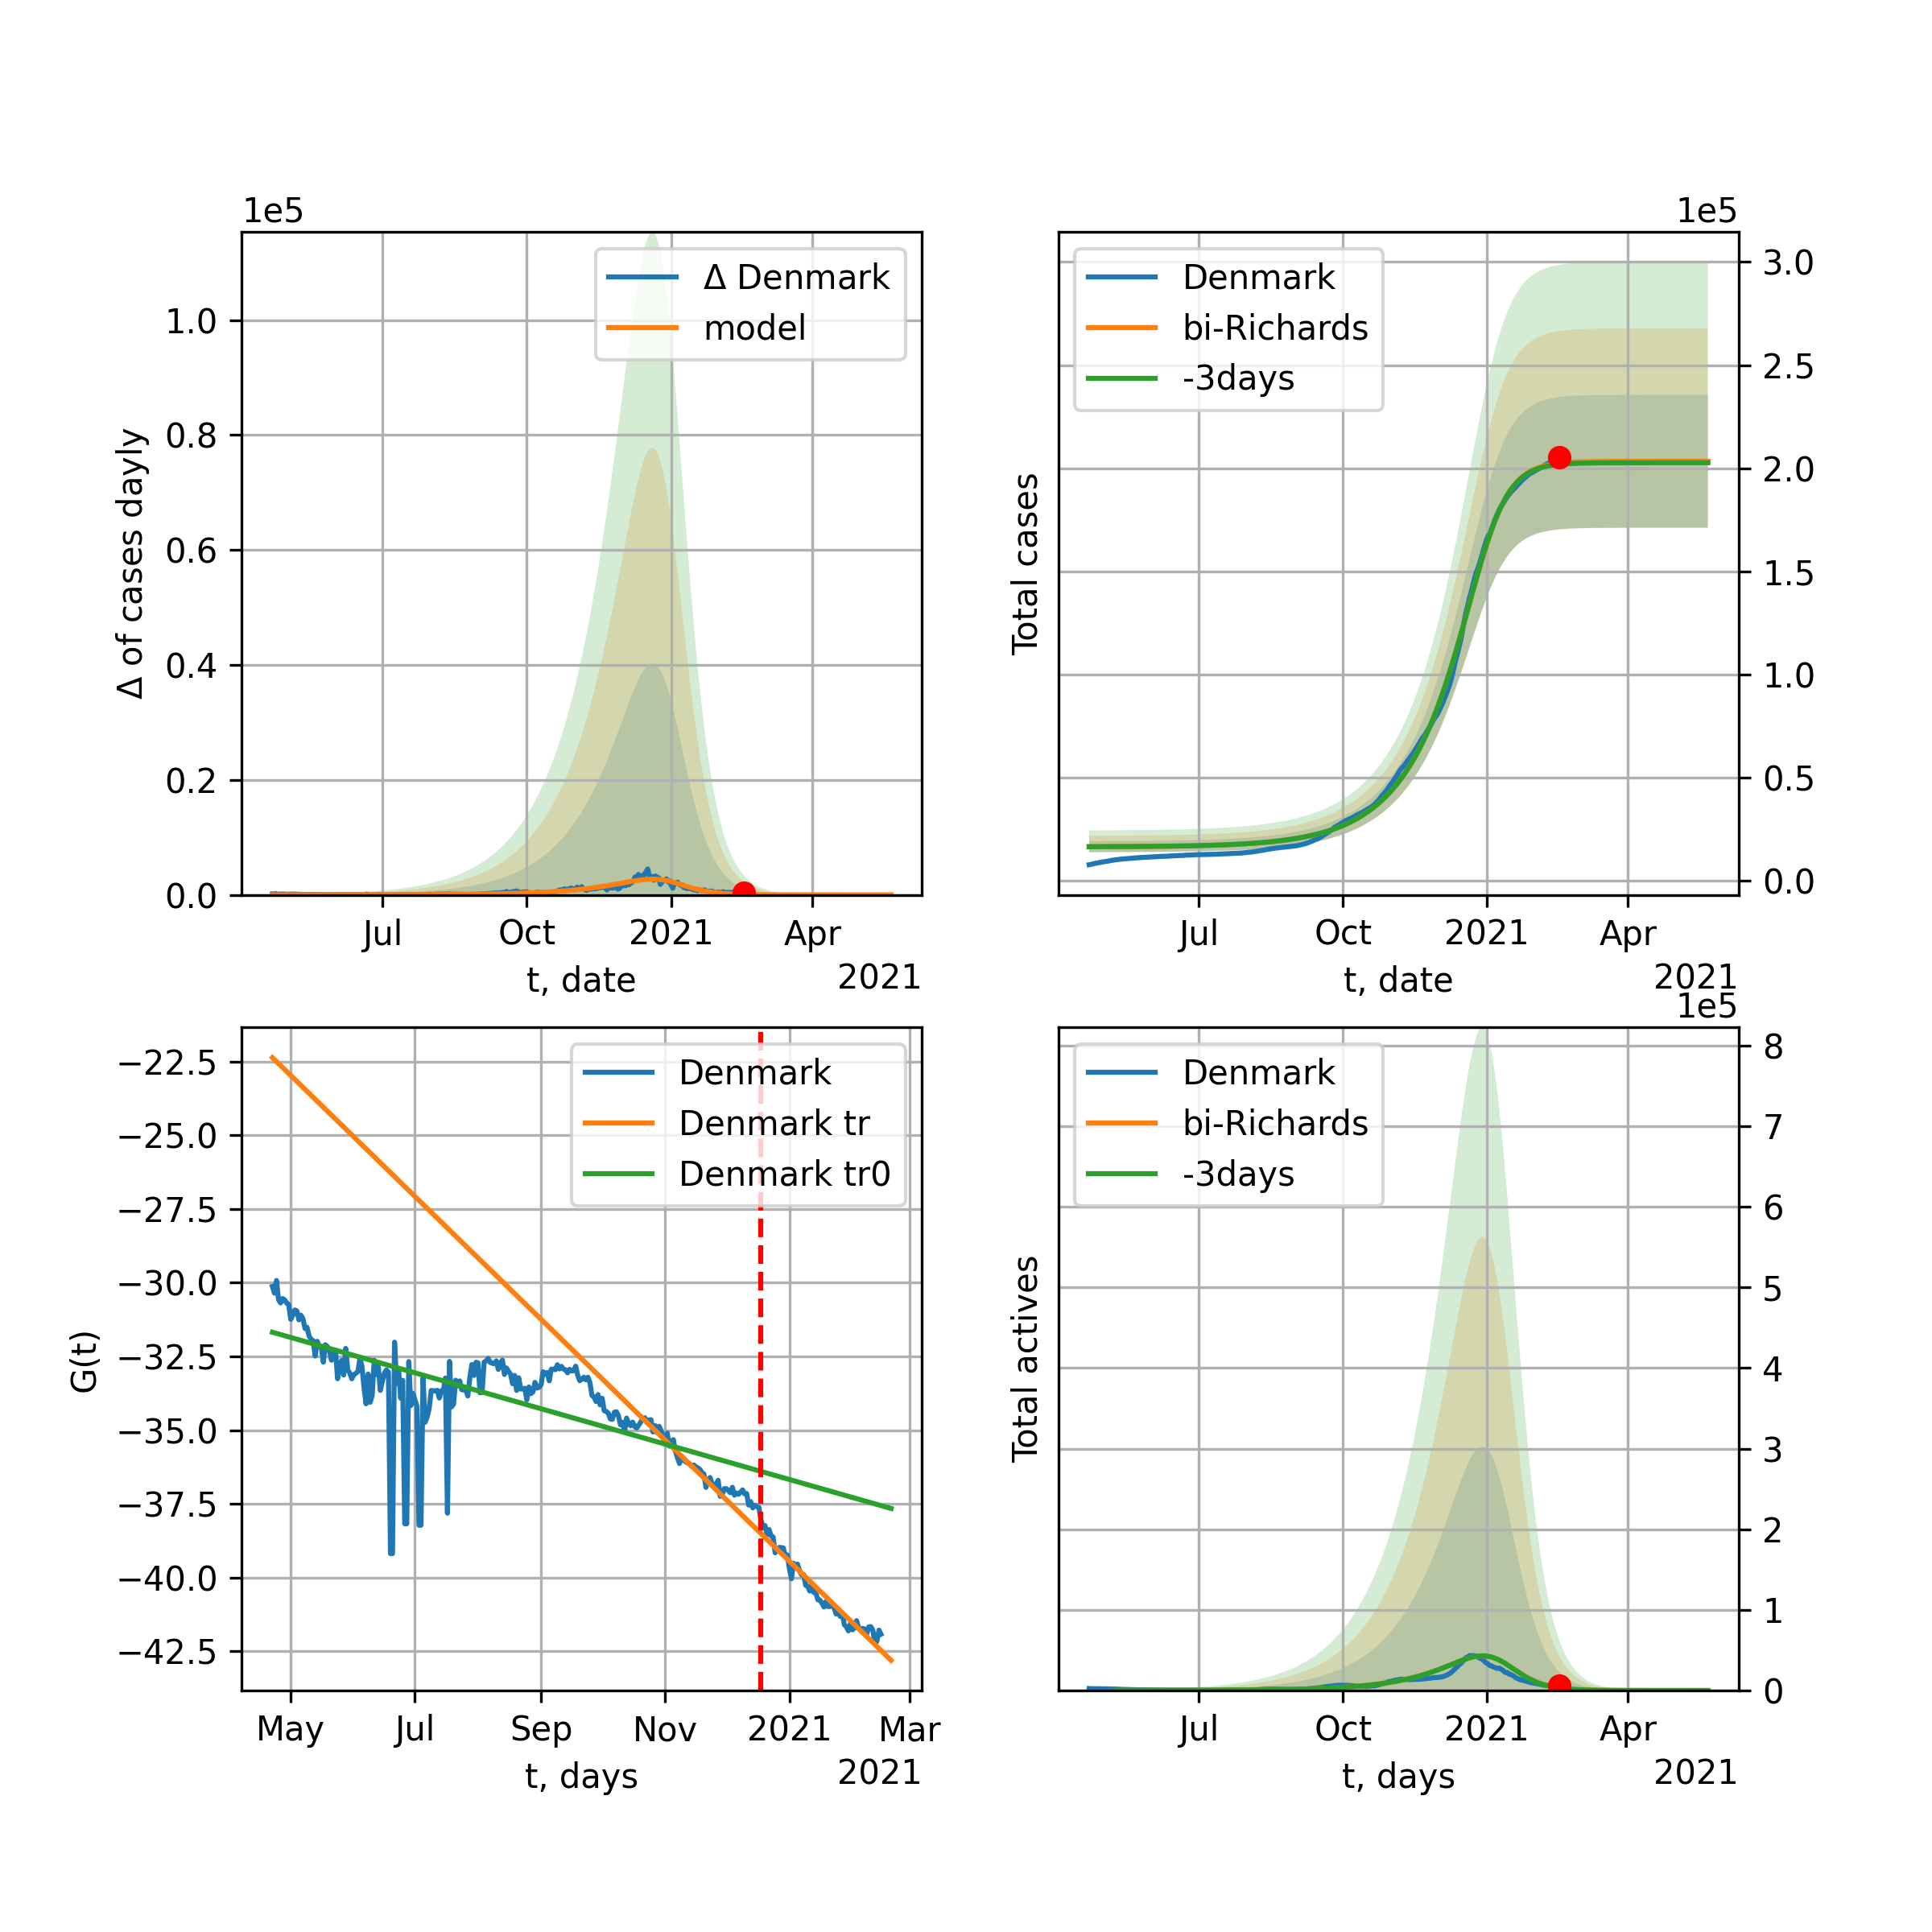 1e5
Δ Denmark
model
1.0
0.8
0.6
0.4
0.2
0.0
Δ of cases dayly
Jul Oct 2021 Apr
t, date
2021
1e5
Denmark
bi-Richards
-3days
3.0
2.5
2.0
1.5
1.0
0.5
0.0
Total cases
Jul Oct 2021 Apr
t, date
2021
Denmark
Denmark tr
Denmark tr0
−22.5
−25.0
−27.5
−30.0
−32.5
−35.0
−37.5
−40.0
−42.5
G(t)
May Jul Sep Nov 2021 Mar
t, days
2021
1e5
Denmark
bi-Richards
-3days
8
7
6
5
4
3
2
1
0
Total actives
Jul Oct 2021 Apr
t, days
2021